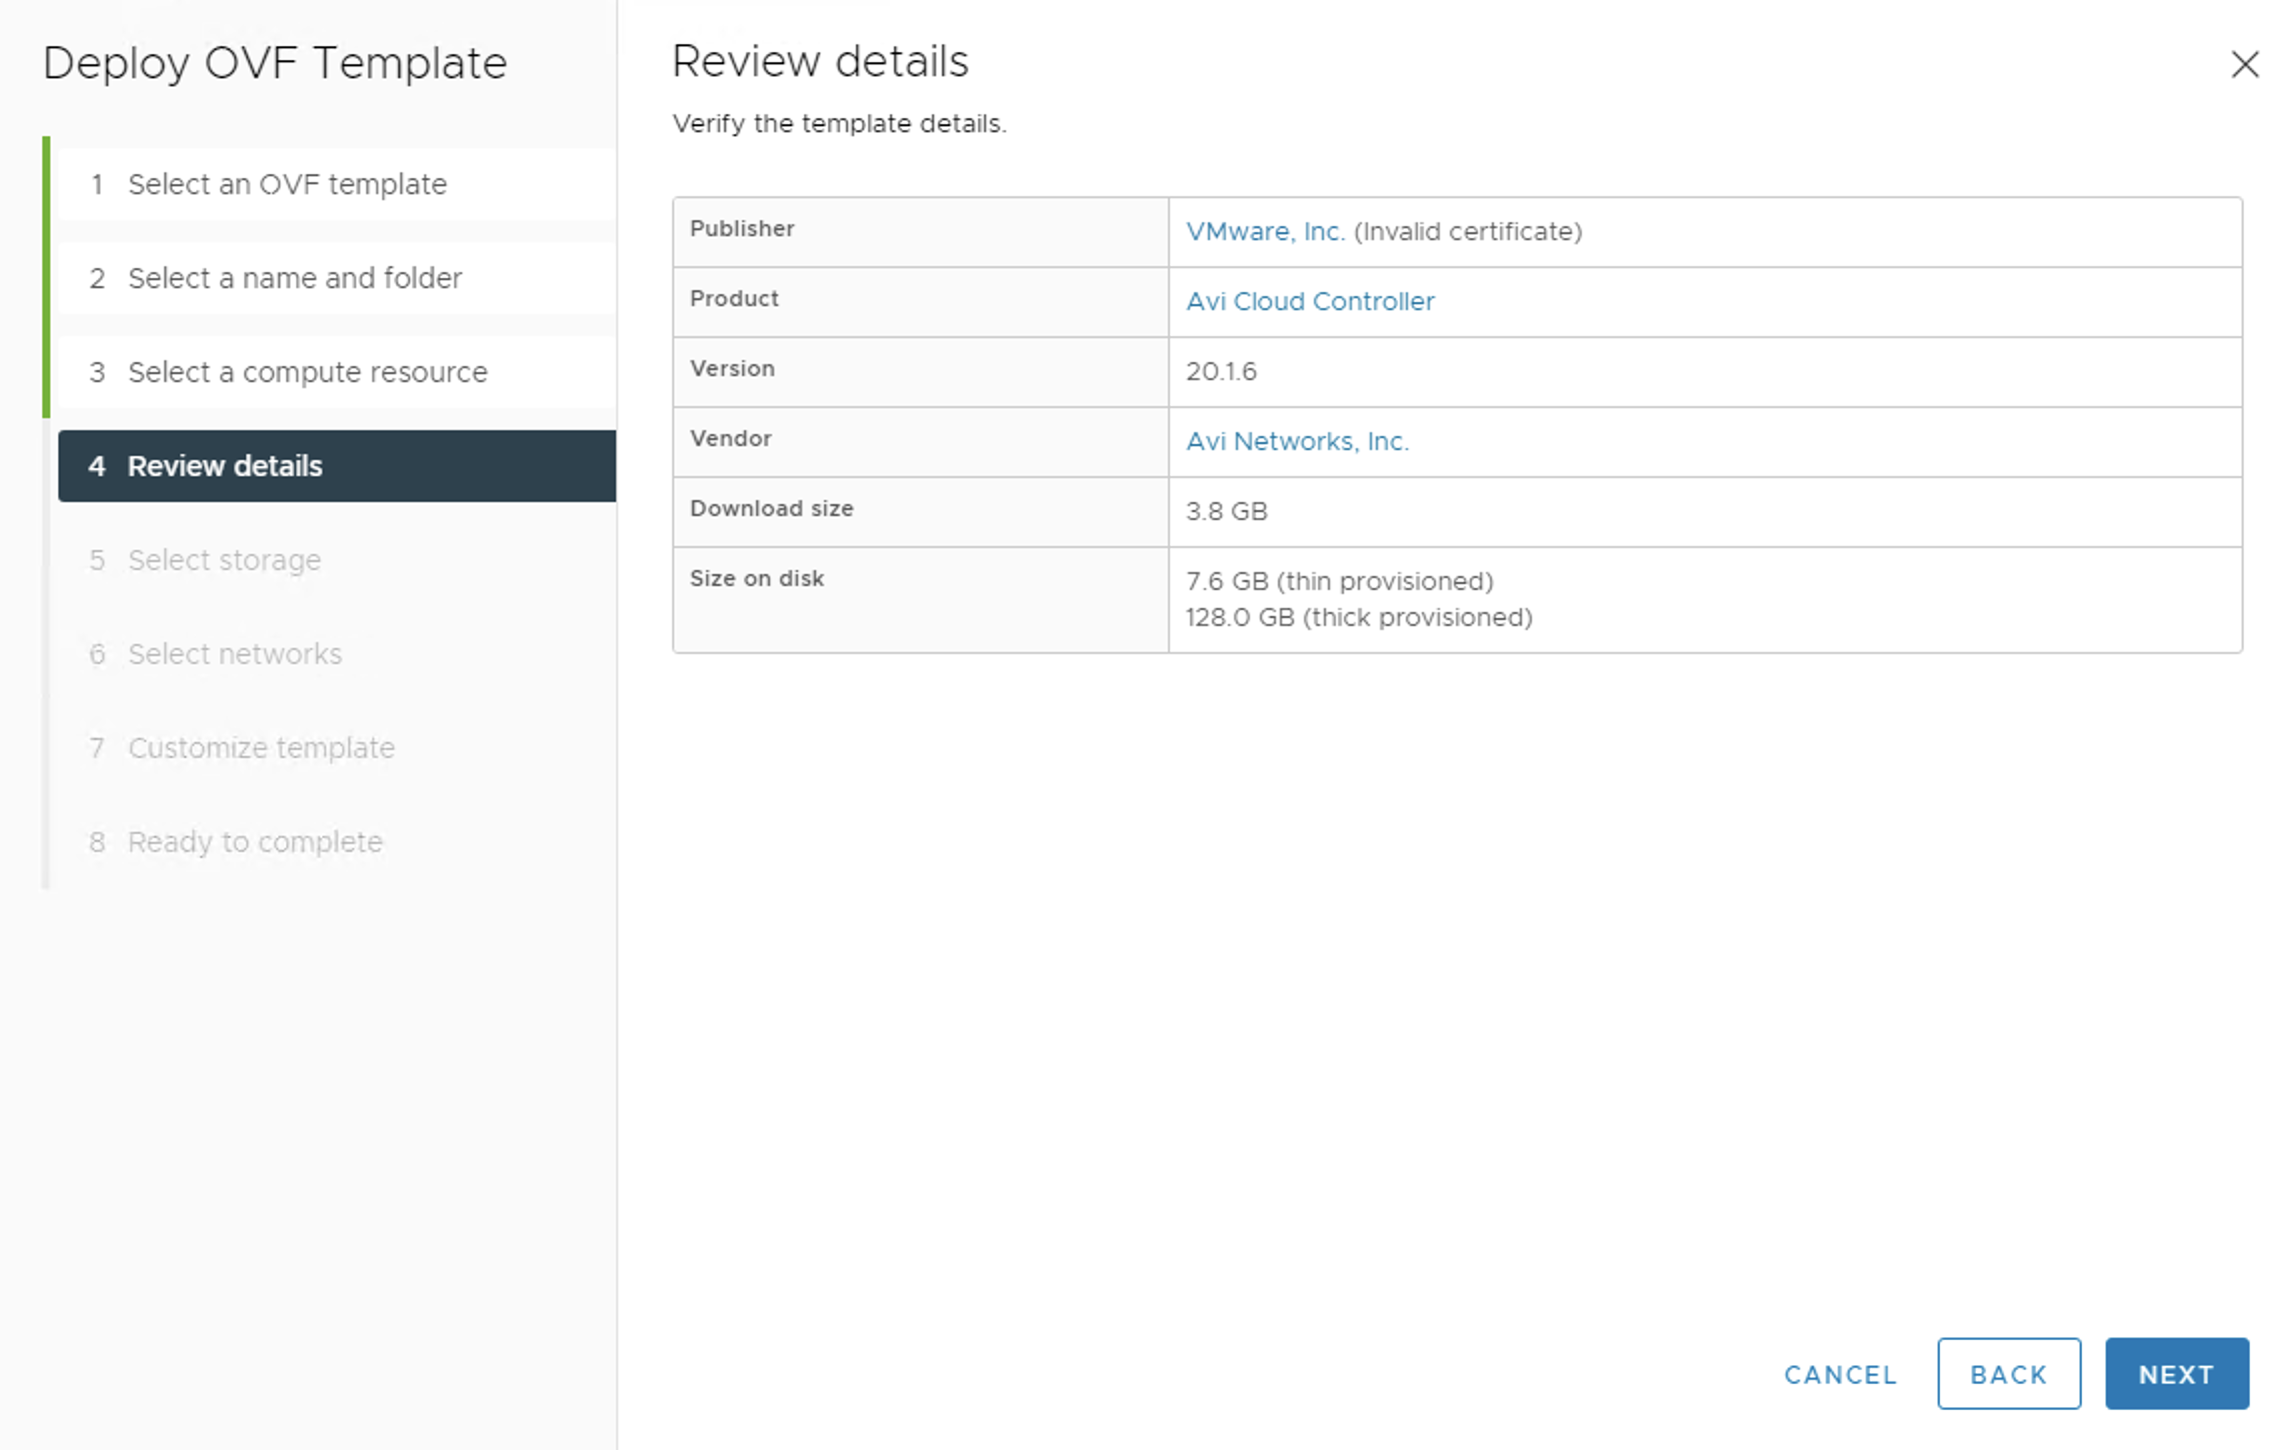 Deploy OVF Template
1 Select an OVF template
2 Select a name and folder
3 Select a compute resource
4 Review details
5 Select storage
6 Select networks
7 Customize template
8 Ready to complete
Review details
Verify the template details.
Publisher VMware, Inc. (Invalid certificate)
Product Avi Cloud Controller
Version 20.1.6
Vendor Avi Networks, Inc.
Download size 3.8 GB
Size on disk 7.6 GB (thin provisioned)
128.0 GB (thick provisioned)
CANCEL BACK NEXT